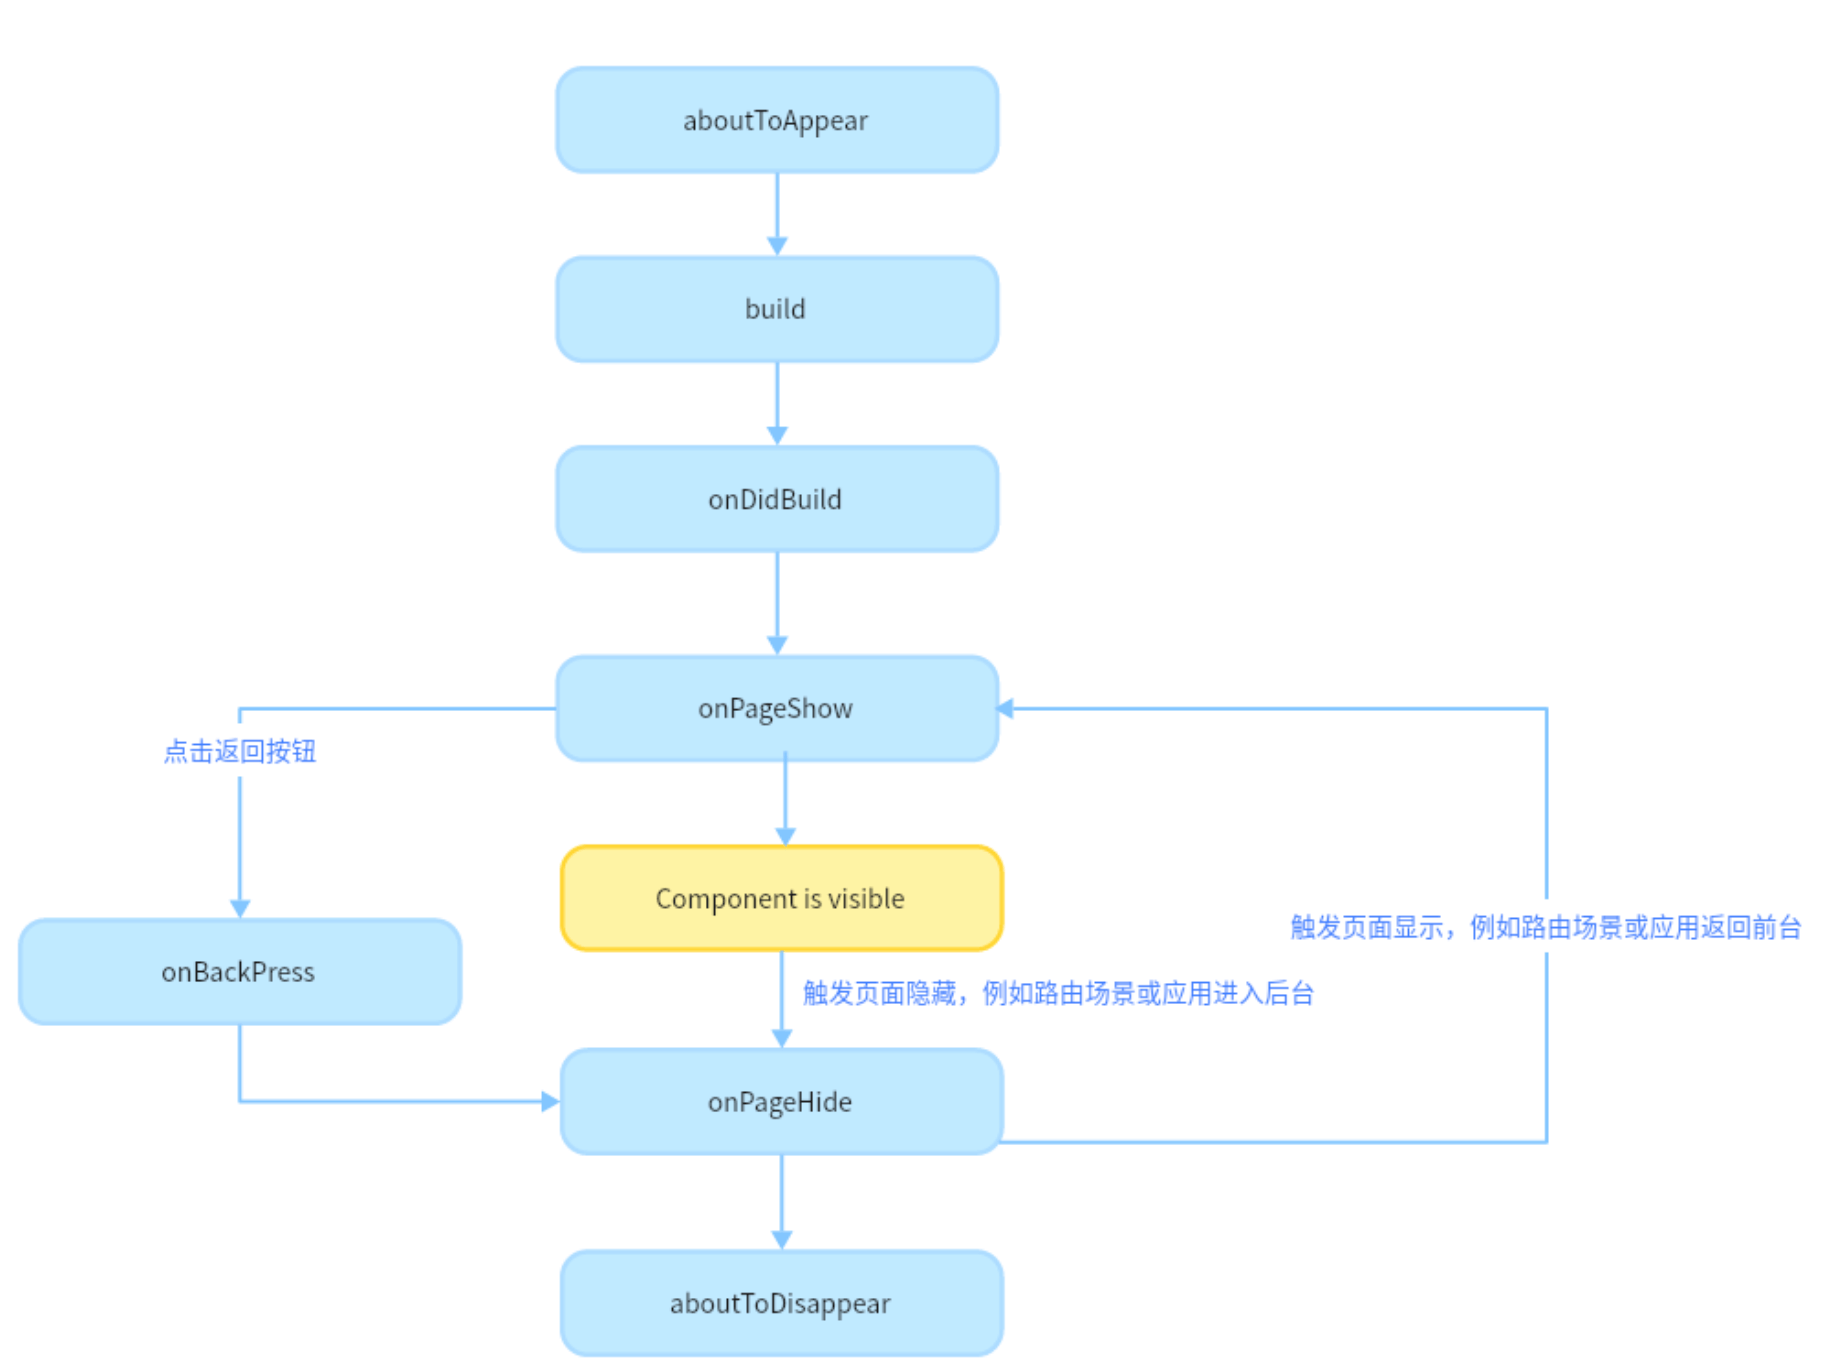 aboutToAppear
build
onDidBuild
onPageShow
点击返回按钮
Component is visible
触发页面显示，例如路由场景或应用返回前台
onBackPress
触发页面隐藏，例如路由场景或应用进入后台
onPageHide
aboutToDisappear